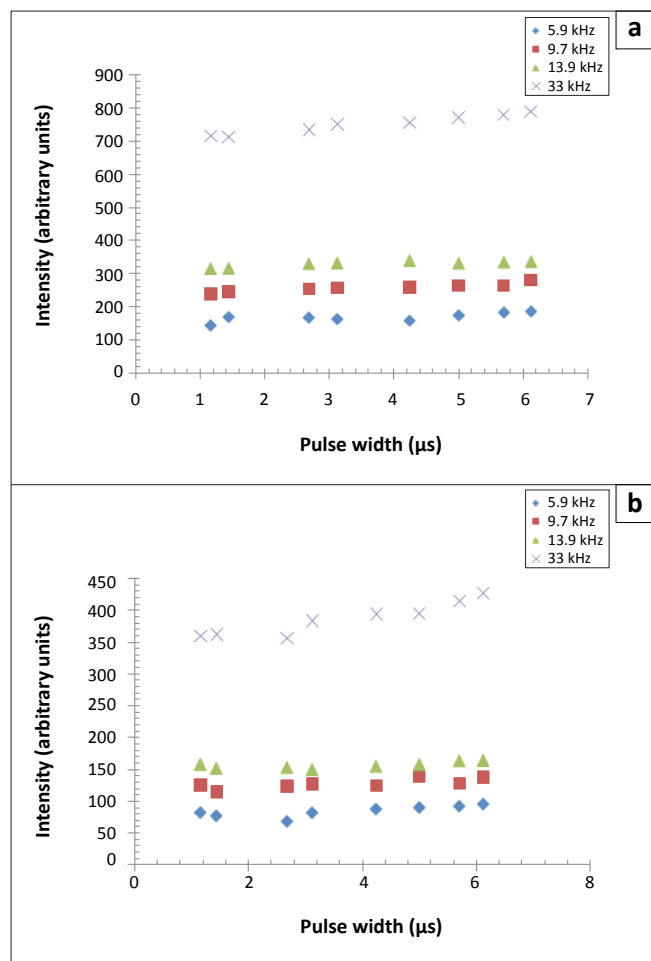 a
5.9 kHz
9.7 kHz
13.9 kHz
33 kHz
Intensity (arbitrary units)
900
800
700
600
500
400
300
200
100
0
0 1 2 3 4 5 6 7
Pulse width (µs)
b
5.9 kHz
9.7 kHz
13.9 kHz
33 kHz
Intensity (arbitrary units)
450
400
350
300
250
200
150
100
50
0
0 2 4 6 8
Pulse width (µs)